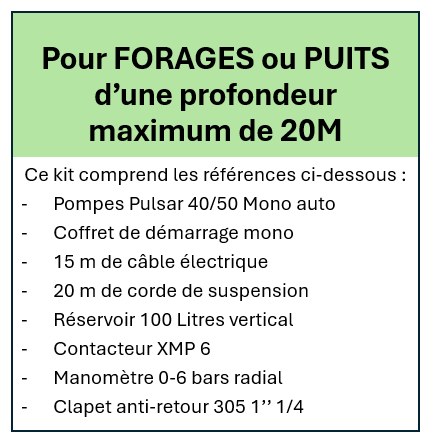 Pour FORAGES ou PUITS
d’une profondeur
maximum de 20M
Ce kit comprend les références ci-dessous :
- Pompes Pulsar 40/50 Mono auto
- Coffret de démarrage mono
- 15 m de câble électrique
- 20 m de corde de suspension
- Réservoir 100 Litres vertical
- Contacteur XMP 6
- Manomètre 0-6 bars radial
- Clapet anti-retour 305 1’’ 1/4